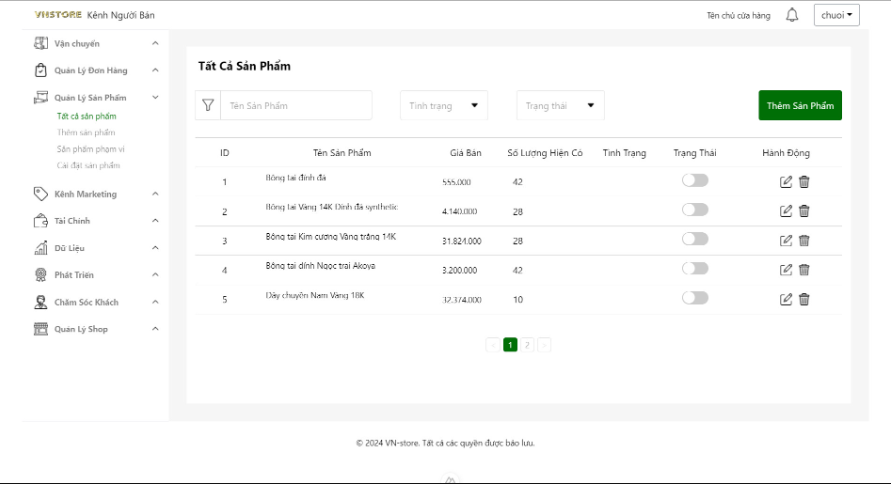 VNSTORE Kênh Người Bán
Tên chủ cửa hàng
chuoi
Vận chuyển
Quản Lý Đơn Hàng
Quản Lý Sản Phẩm
Tất cả sản phẩm
Thêm sản phẩm
Sản phẩm phạm vi
Cài đặt sản phẩm
Kênh Marketing
Tài Chính
Dữ Liệu
Phát Triển
Chăm Sóc Khách
Quản Lý Shop
Tất Cả Sản Phẩm
Tên Sản Phẩm
Tình trạng
Trạng thái
Thêm Sản Phẩm
ID Tên Sản Phẩm Giá Bán Số Lượng Hiện Có Tình Trạng Trạng Thái Hành Động
1 Bông tai đính đá 555.000 42
2 Bông tai Vàng 14K Đính đá synthetic 4.140.000 28
3 Bông tai Kim cương Vàng trắng 14K 31.824.000 28
4 Bông tai đính Ngọc trai Akoya 3.200.000 42
5 Dây chuyền Nam Vàng 18K 32.374.000 10
< 1 2 >
© 2024 VN-store. Tất cả các quyền được bảo lưu.